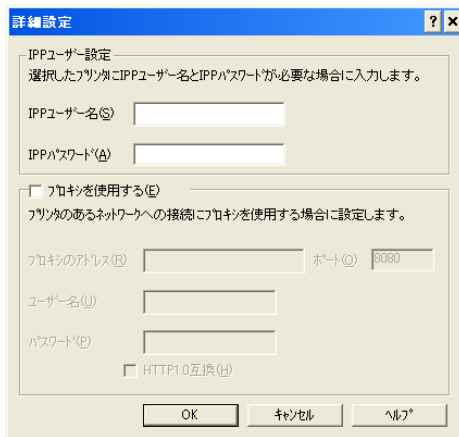 詳細設定
IPPユーザー設定
選択したプリンタにIPPユーザー名とIPPパスワードが必要な場合に入力します。
IPPユーザー名(S)
IPPパスワード(A)
プロキシを使用する(E)
プリンタのあるネットワークへの接続にプロキシを使用する場合に設定します。
プロキシのアドレス(R) ポート(O) 8080
ユーザー名(U)
パスワード(P)
HTTP1.0互換(H)
OK キャンセル ヘルプ